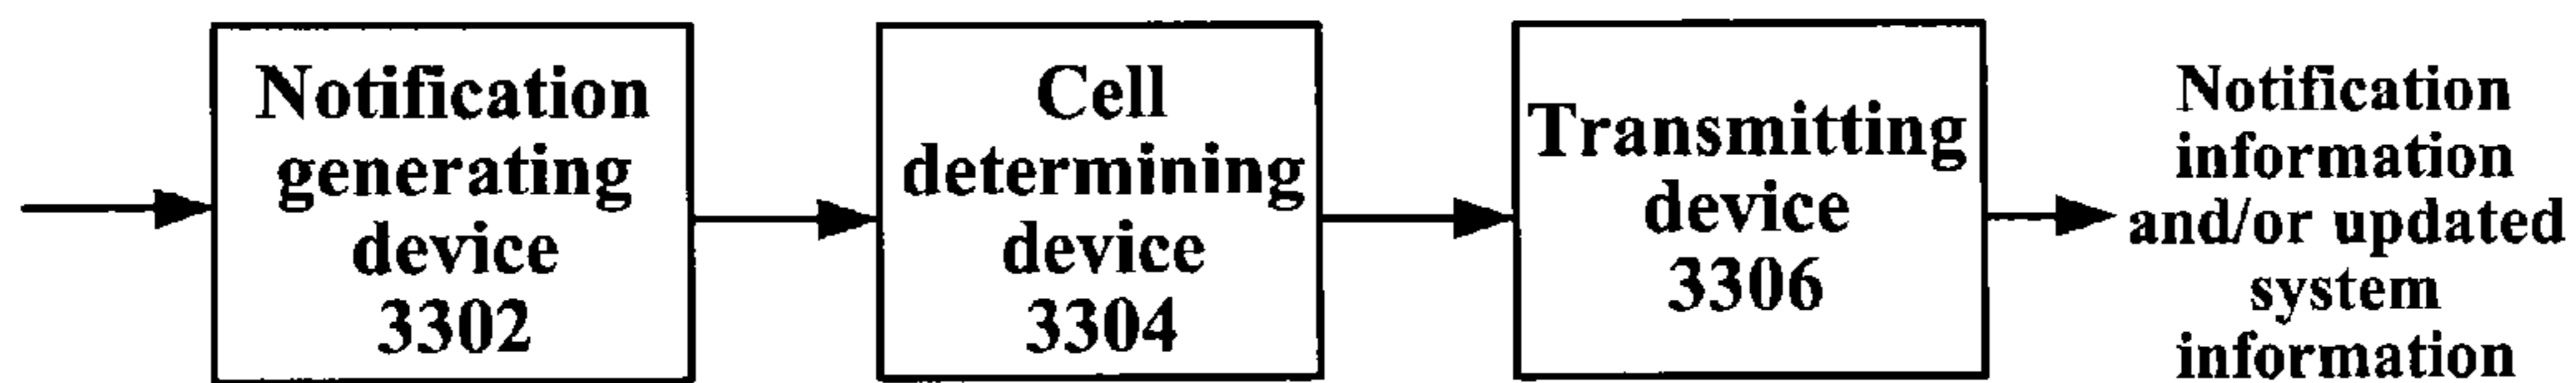 Notification
generating
device
3302
Cell
determining
device
3304
Transmitting
device
3306
Notification
information
and/or updated
system
information